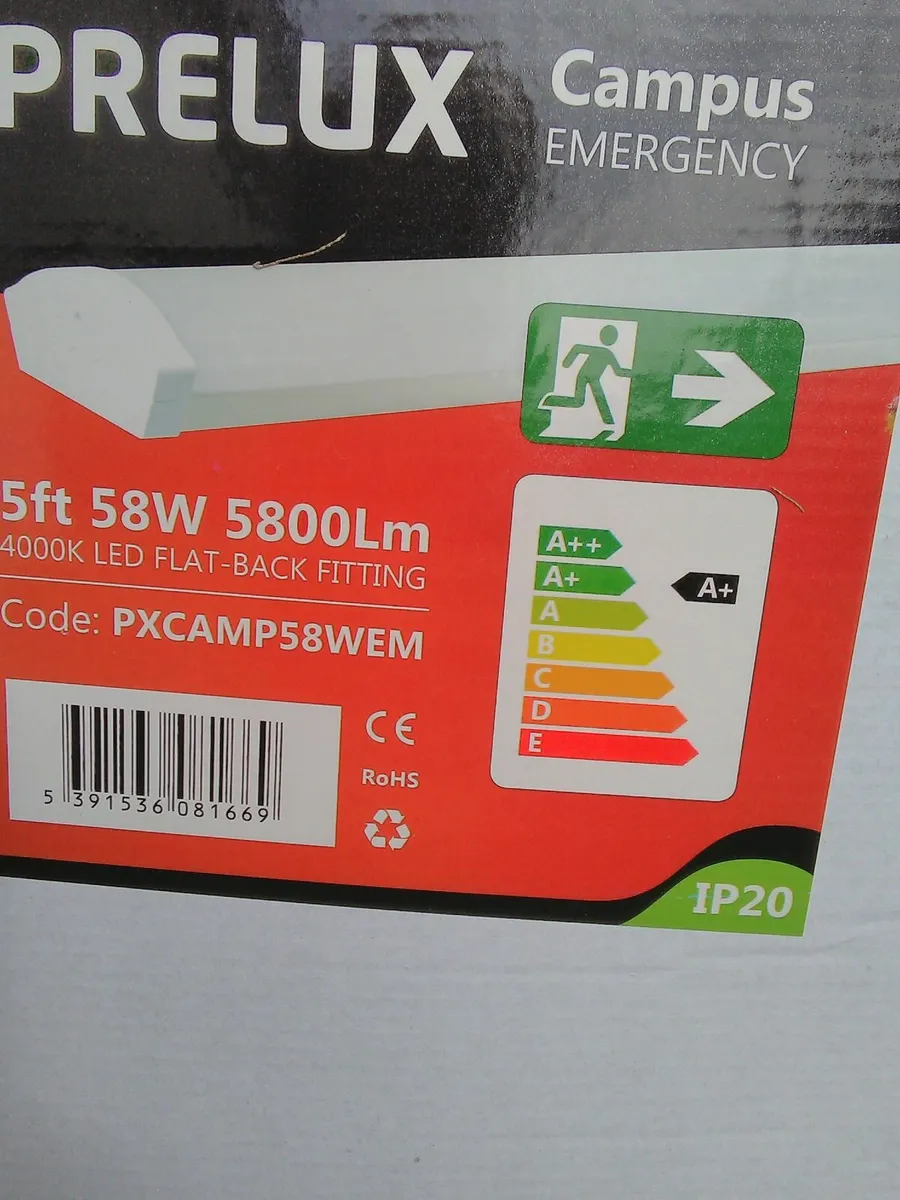 PRELUX
Campus
EMERGENCY
5ft 58W 5800Lm
4000K LED FLAT-BACK FITTING
Code: PXCAMP58WEM
A++
A+
A+
A
B
C
D
E
CE
RoHS
5 391536 081669
IP20